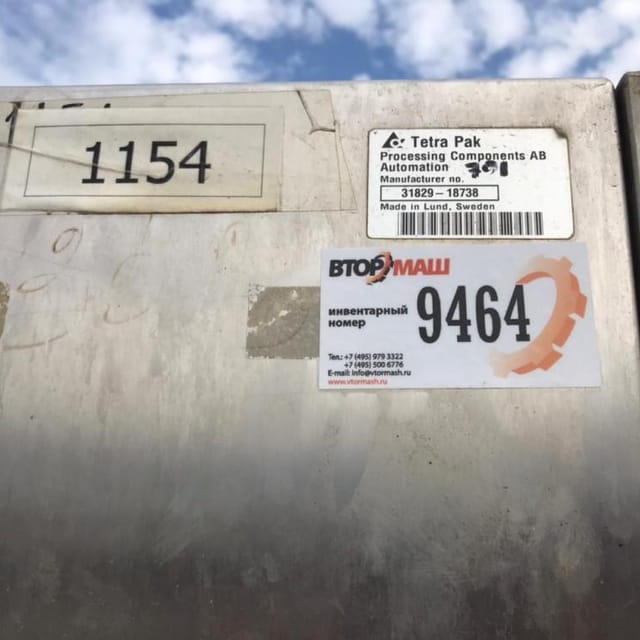 1154
Tetra Pak
Processing Components AB
Automation 791
Manufacturer no.
31829-18738
Made in Lund, Sweden
ВТОРМАШ
инвентарный
номер
9464
Тел.: +7 (495) 979 3322
+7 (495) 500 6776
E-mail: info@vtormash.ru
www.vtormash.ru